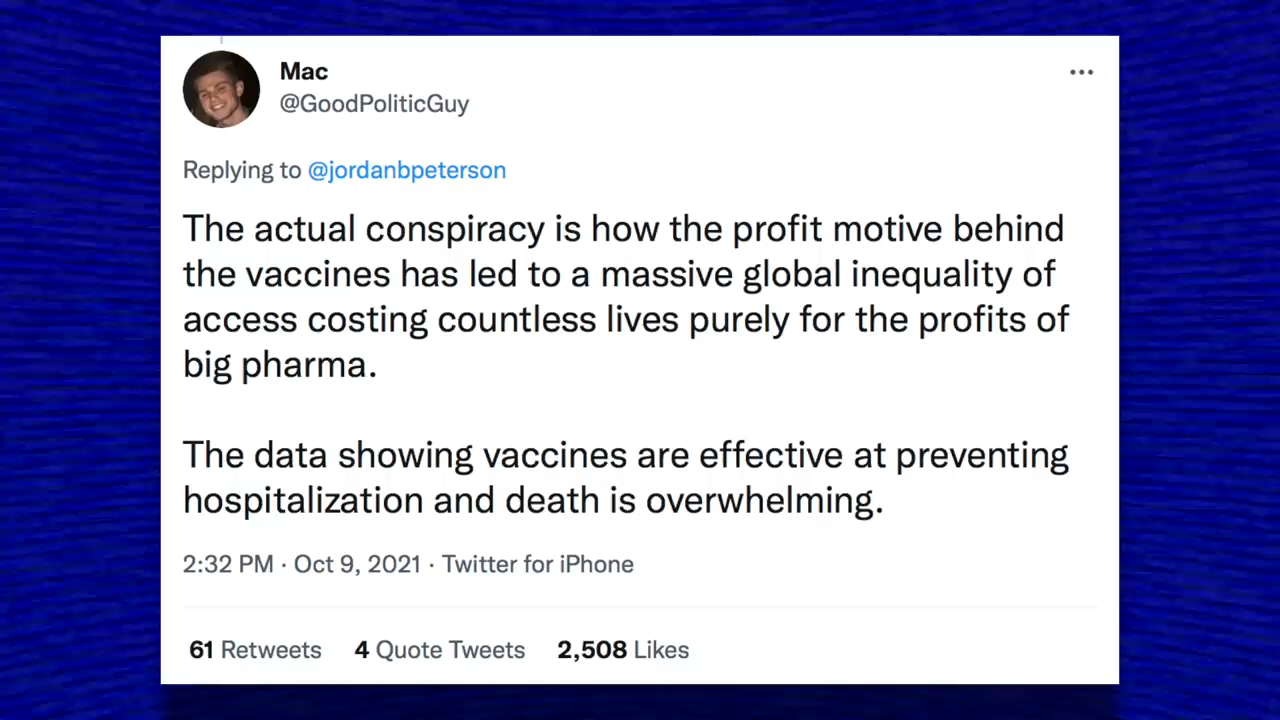 Mac
@GoodPoliticGuy
Replying to @jordanbpeterson
The actual conspiracy is how the profit motive behind
the vaccines has led to a massive global inequality of
access costing countless lives purely for the profits of
big pharma.
The data showing vaccines are effective at preventing
hospitalization and death is overwhelming.
2:32 PM · Oct 9, 2021 · Twitter for iPhone
61 Retweets 4 Quote Tweets 2,508 Likes